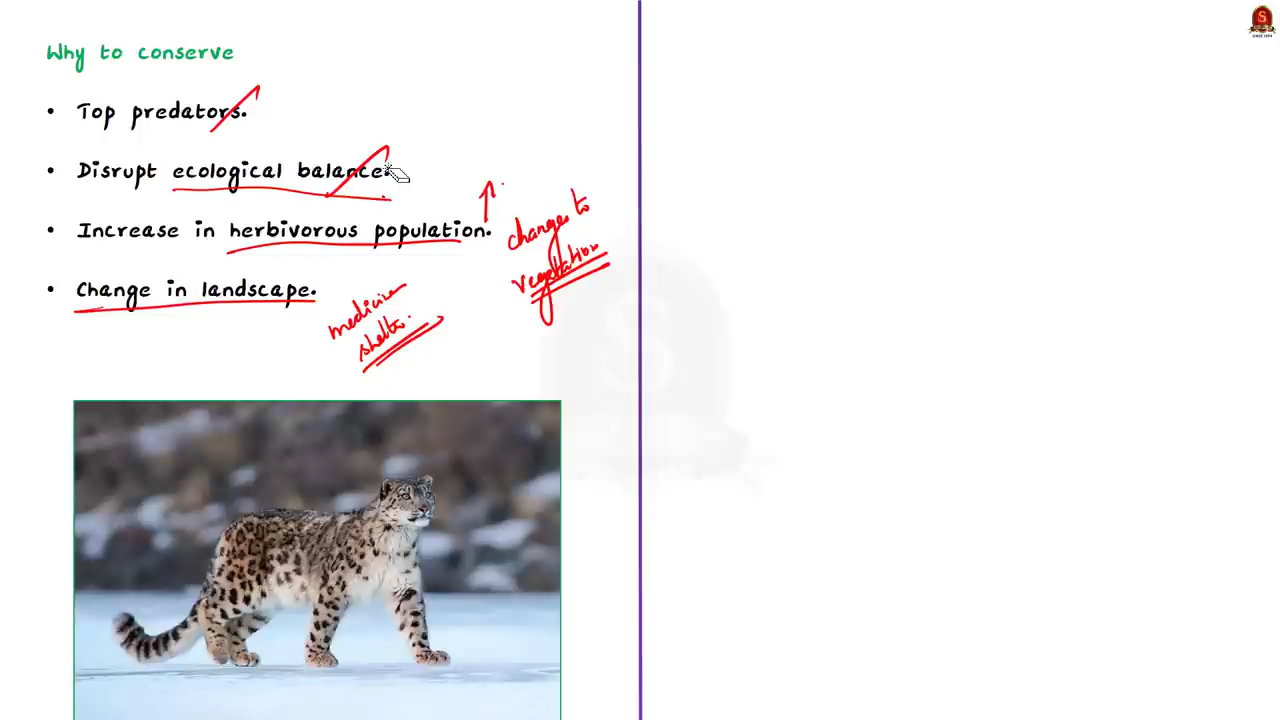 Why to conserve
• Top predators.
• Disrupt ecological balance.
• Increase in herbivorous population.
changes to
vegetation
• Change in landscape.
medicine
shelter.
S